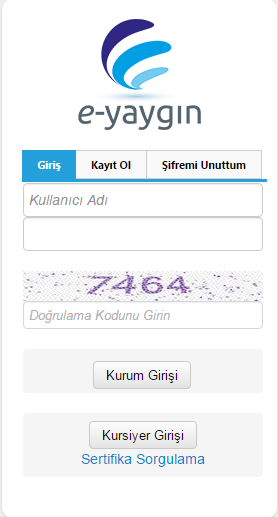 e-yaygın
Giriş Kayıt Ol Şifremi Unuttum
Kullanıcı Adı
7464
Doğrulama Kodunu Girin
Kurum Girişi
Kursiyer Girişi
Sertifika Sorgulama